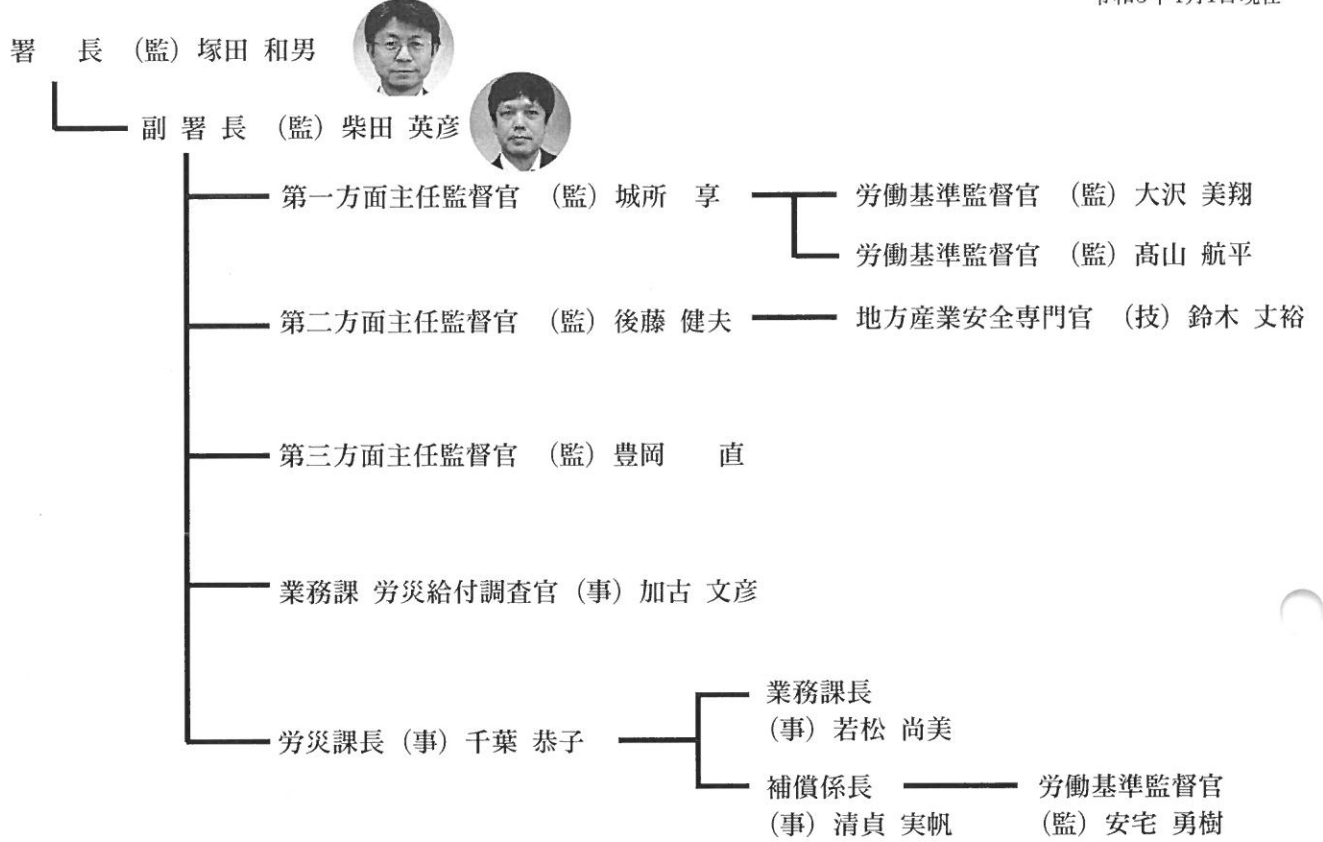 署　長（監）塚田 和男
副 署 長（監）柴田 英彦
第一方面主任監督官（監）城所　享
労働基準監督官（監）大沢 美翔
労働基準監督官（監）髙山 航平
第二方面主任監督官（監）後藤 健夫
地方産業安全専門官（技）鈴木 丈裕
第三方面主任監督官（監）豊岡　直
業務課 労災給付調査官（事）加古 文彦
労災課長（事）千葉 恭子
業務課長
（事）若松 尚美
補償係長
（事）清貞 実帆
労働基準監督官
（監）安宅 勇樹